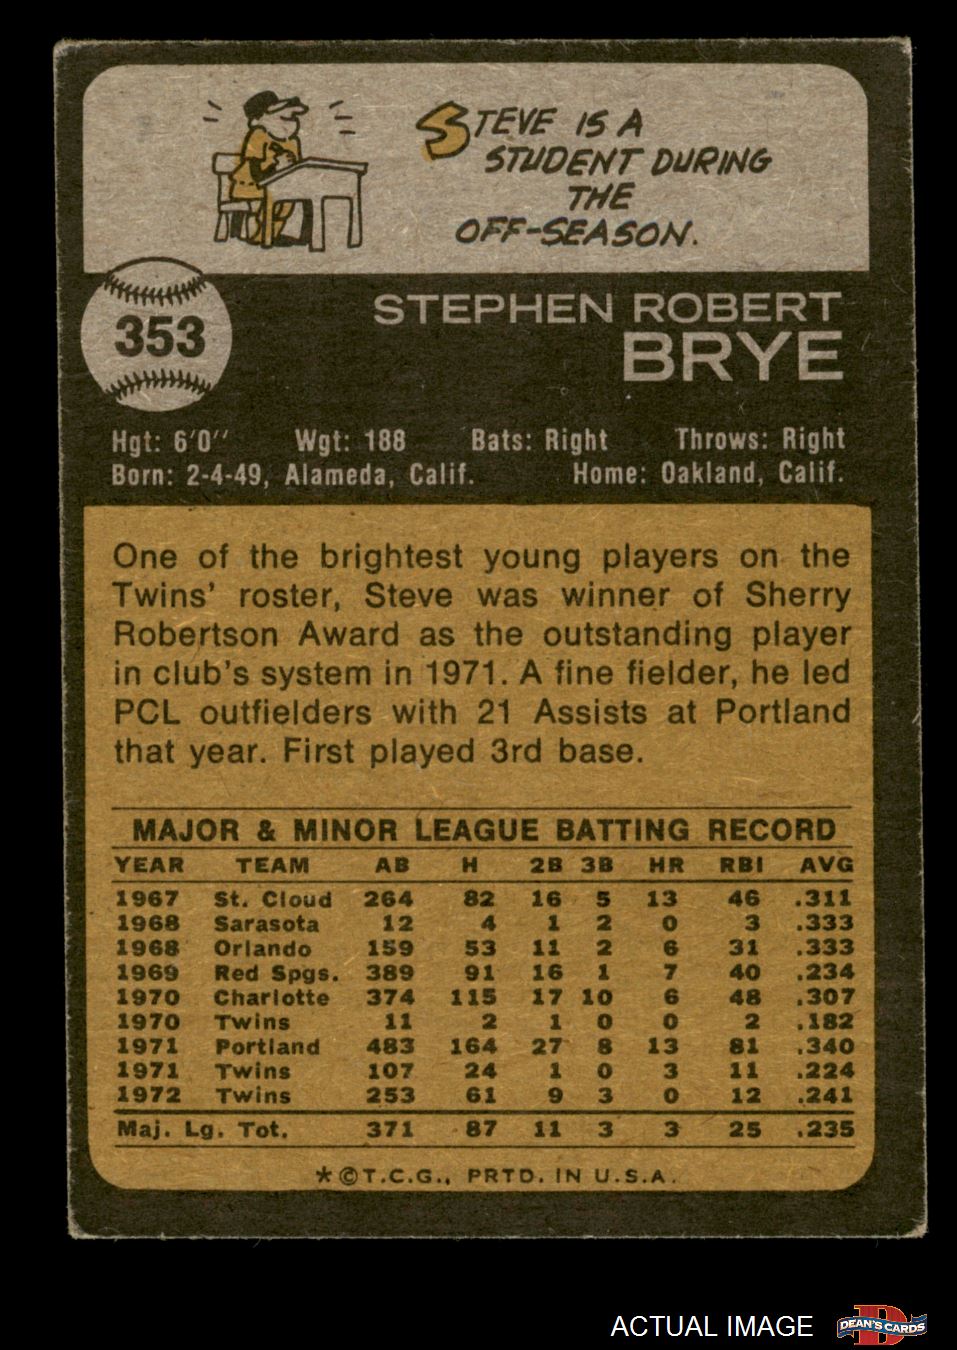 STEVE IS A
STUDENT DURING
THE
OFF-SEASON.
353
STEPHEN ROBERT
BRYE
Hgt: 6'0" Wgt: 188 Bats: Right Throws: Right
Born: 2-4-49, Alameda, Calif. Home: Oakland, Calif.
One of the brightest young players on the
Twins' roster, Steve was winner of Sherry
Robertson Award as the outstanding player
in club's system in 1971. A fine fielder, he led
PCL outfielders with 21 Assists at Portland
that year. First played 3rd base.
MAJOR & MINOR LEAGUE BATTING RECORD
YEAR TEAM AB H 2B 3B HR RBI AVG
1967 St. Cloud 264 82 16 5 13 46 .311
1968 Sarasota 12 4 1 2 0 3 .333
1968 Orlando 159 53 11 2 6 31 .333
1969 Red Spgs. 389 91 16 1 7 40 .234
1970 Charlotte 374 115 17 10 6 48 .307
1970 Twins 11 2 1 0 0 2 .182
1971 Portland 483 164 27 8 13 81 .340
1971 Twins 107 24 1 0 3 11 .224
1972 Twins 253 61 9 3 0 12 .241
Maj. Lg. Tot. 371 87 11 3 3 25 .235
*©T.C.G., PRTD. IN U.S.A.
ACTUAL IMAGE
D
DEAN'S CARDS